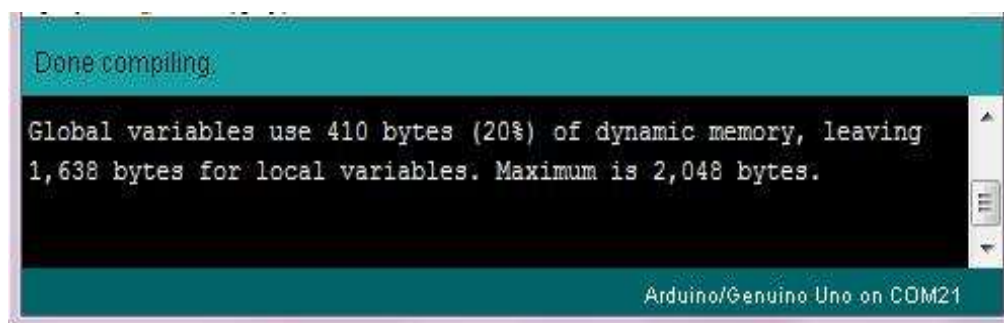 Done compiling.
Global variables use 410 bytes (20%) of dynamic memory, leaving
1,638 bytes for local variables. Maximum is 2,048 bytes.
Arduino/Genuino Uno on COM21